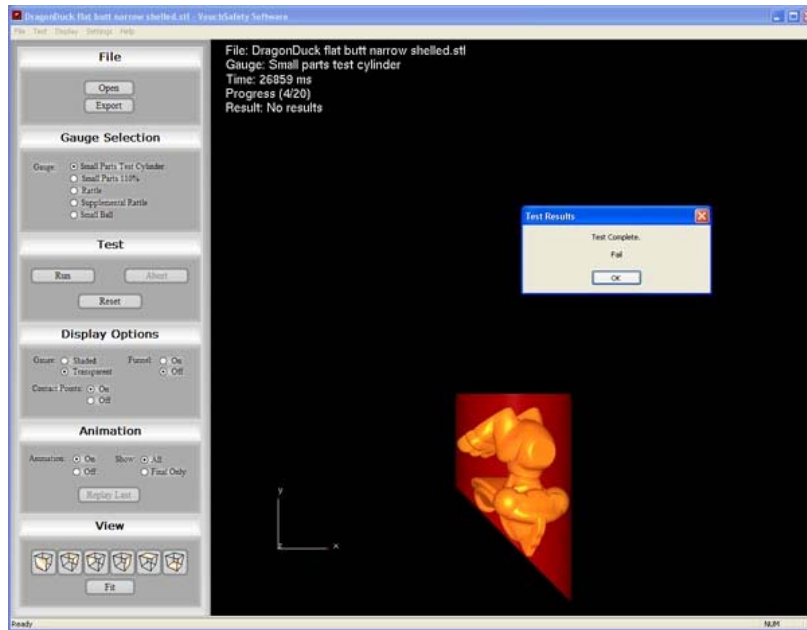 DragonDuck flat butt narrow shelled.stl - VouchSafety Software
File Test Display Settings Help
File
Open
Export
Gauge Selection
Gauge: Small Parts Test Cylinder
Small Parts 110%
Rattle
Supplemental Rattle
Small Ball
Test
Run Abort
Reset
Display Options
Gauge: Shaded Funnel: On
Transparent Off
Contact Points: On
Off
Animation
Animation: On Show: All
Off Final Only
Replay Last
View
Fit
Ready
File: DragonDuck flat butt narrow shelled.stl
Gauge: Small parts test cylinder
Time: 26859 ms
Progress (4/20)
Result: No results
Test Results
Test Complete.
Fail
OK
y
z x
NUM